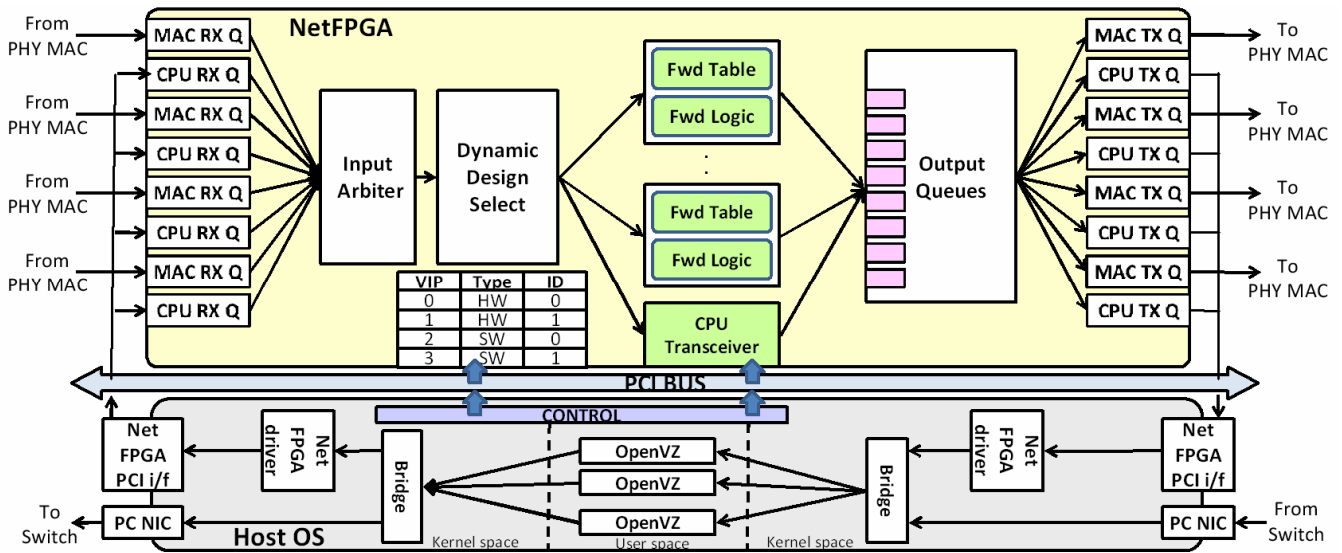 From
PHY MAC
From
PHY MAC
From
PHY MAC
From
PHY MAC
NetFPGA
MAC RX Q
CPU RX Q
MAC RX Q
CPU RX Q
MAC RX Q
CPU RX Q
MAC RX Q
CPU RX Q
Input
Arbiter
Dynamic
Design
Select
VIP Type ID
0 HW 0
1 HW 1
2 SW 0
3 SW 1
Fwd Table
Fwd Logic
:
Fwd Table
Fwd Logic
CPU
Transceiver
Output
Queues
MAC TX Q
CPU TX Q
MAC TX Q
CPU TX Q
MAC TX Q
CPU TX Q
MAC TX Q
CPU TX Q
To
PHY MAC
To
PHY MAC
To
PHY MAC
To
PHY MAC
PCI BUS
CONTROL
Net
FPGA
PCI i/f
Net
FPGA
driver
Bridge
OpenVZ
OpenVZ
OpenVZ
Bridge
Net
FPGA
driver
Net
FPGA
PCI i/f
To
Switch
PC NIC
Host OS
Kernel space
User space
Kernel space
PC NIC
From
Switch